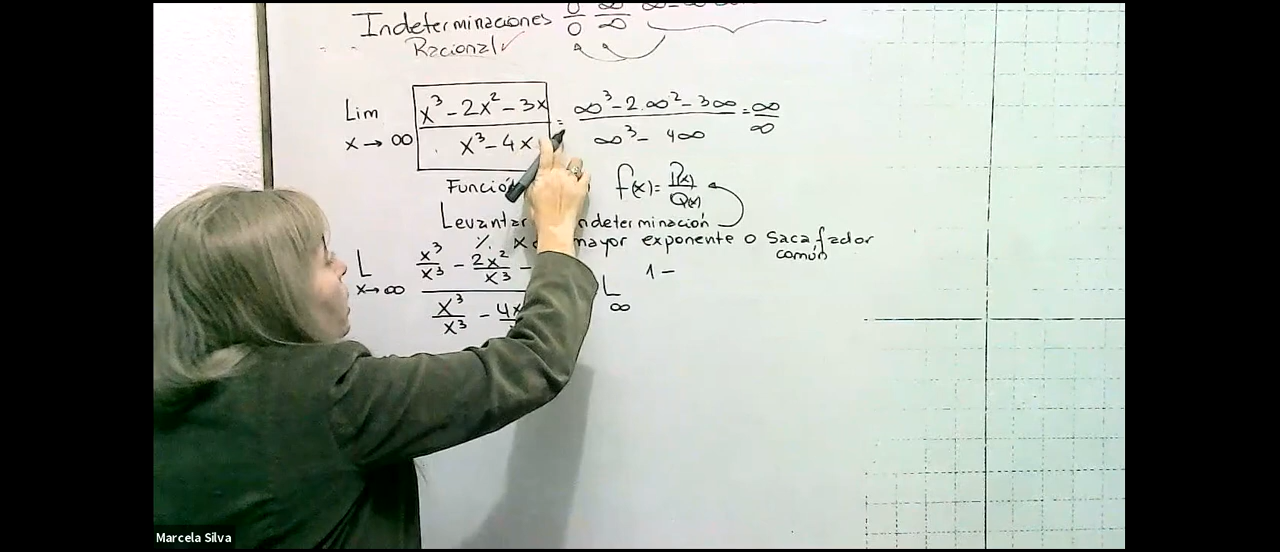 Indeterminaciones 0/0 ∞/∞
Racional ✓
Lim x→∞ (x³ - 2x² - 3x)/(x³ - 4x) = (∞³ - 2.∞² - 3∞)/(∞³ - 4∞) = ∞/∞
Funció f(x) = P(x)/Q(x)
Levantar indeterminación
⁒ x mayor exponente o Saca factor
común
L x→∞ (x³/x³ - 2x²/x³ -)/(x³/x³ - 4x) L ∞ 1 -
Marcela Silva